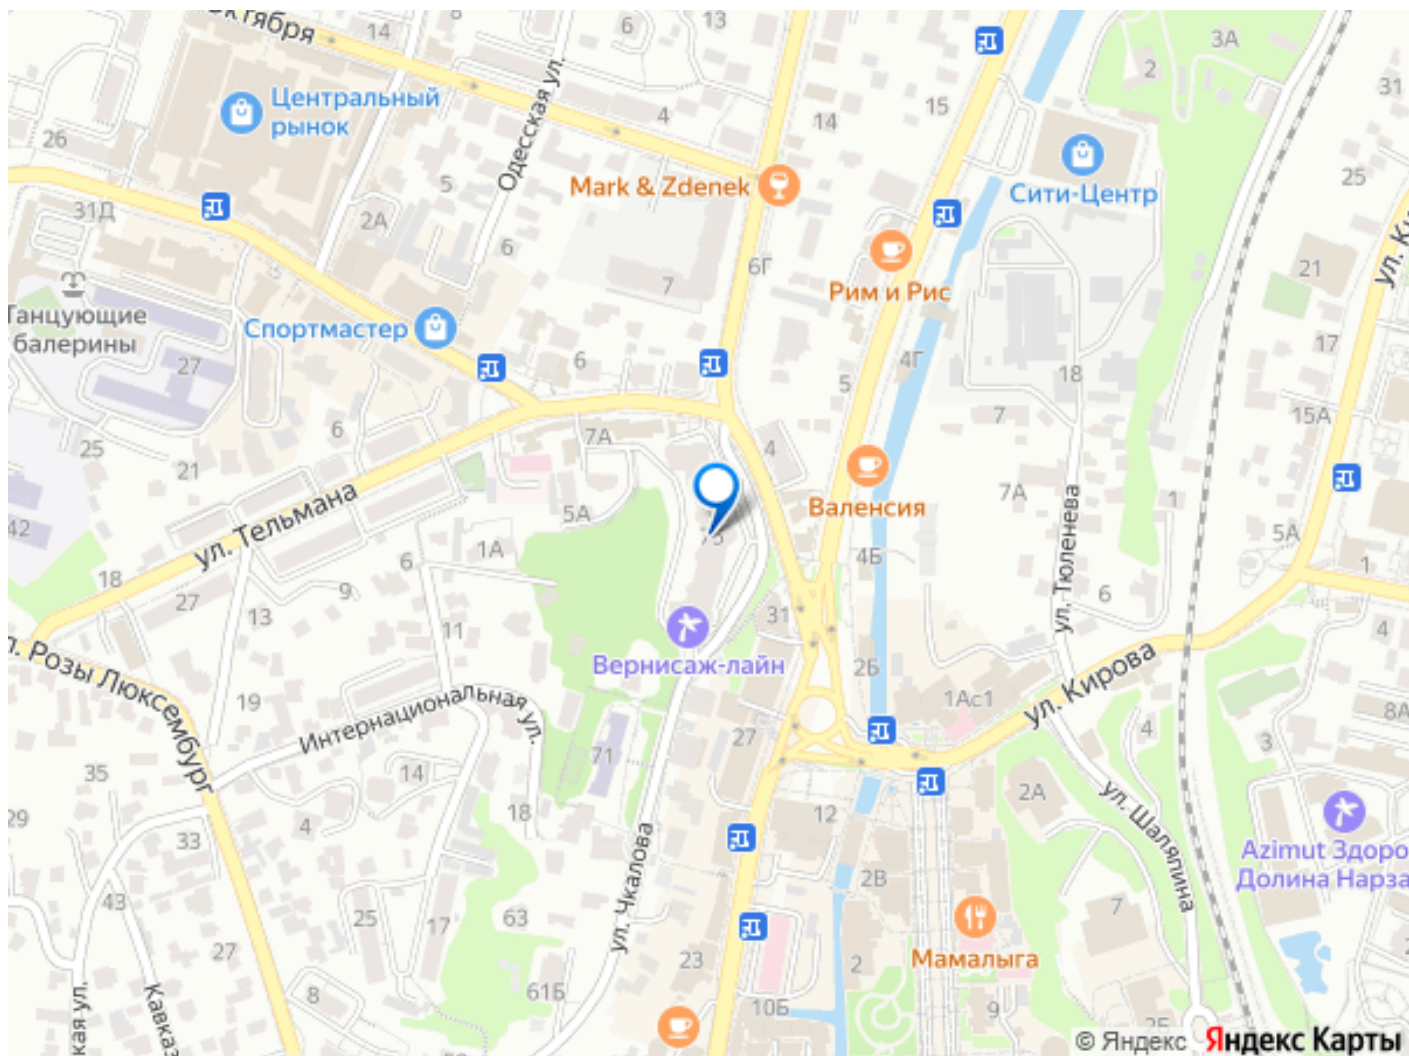 Октября
14
6
13
3А
2
31
4
14
15
Центральный
рынок
26
Одесская ул.
5
Mark & Zdenek
Сити-Центр
25
31Д
2А
6
6Г
7
Рим и Рис
21
Танцующие
балерины
Спортмастер
27
6
5
4Г
18
17
7
15А
25
21
6
7А
4
ул. Тельмана
5А
Валенсия
7А
ул. Тюленева
1
5А
42
1А
6
4Б
1
18
27
9
13
11
31
6
4
Вернисаж-лайн
2Б
ул. Кирова
1Ас1
л. Розы Люксембург
19
Интернациональная ул.
27
4
3
8А
35
14
71
2А
ул. Шаляпина
29
33
4
18
ул. Чкалова
12
Azimut Здоро
Долина Нарза
43
25
17
63
2В
7
27
23
Мамалыга
2
8
61Б
10Б
9
кая ул.
Кавказ
© Яндекс Яндекс Карты